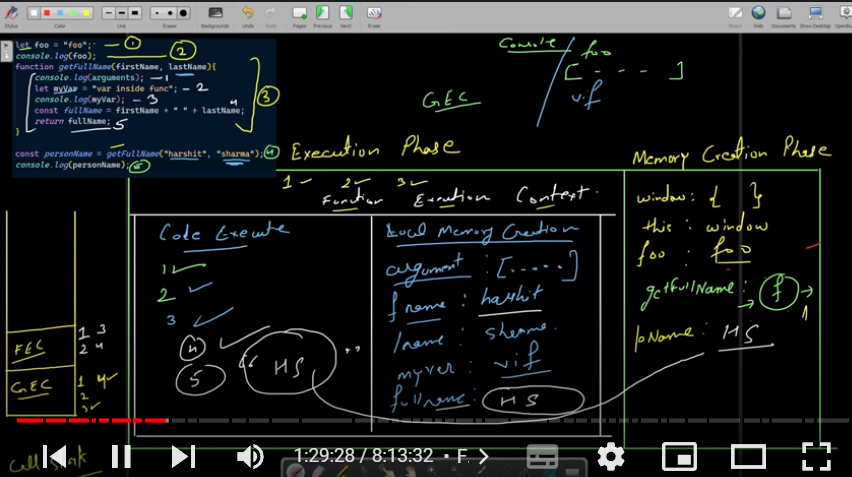 Stylus Color Line Eraser Backgrounds Undo Redo Pages Previous Next Erase Board Web Documents Show/Hide
let foo = "foo"; — 1
console.log(foo); 2
function getfullName(firstName, lastName){
console.log(arguments); — 1
let myVar = "var inside func"; — 2
console.log(myVar); — 3
const fullName = firstName + " " + lastName; 4
return fullName; 5
}
3
const personName = getFullName("harshit", "sharma"); 4
console.log(personName); 5
Console
foo
[ - - - ]
vif
GEC
Execution Phase
Memory Creation Phase
1 ✓ 2 ✓ 3 ✓
Function Execution Context.
Code Execute
1 ✓
2 ✓
3 ✓
4 ✓
5 " HS "
Local Memory Creation
argument : [.....]
fname : harshit
lname : sharma
myver : vif
fullname : HS
window : { }
this : window
foo : foo
getFullName : f → 1
pName : HS
FEC
1 3
2 4
GEC
1 4 ✓
2
3 ✓
Call stack
1:29:28 / 8:13:32 • F. >